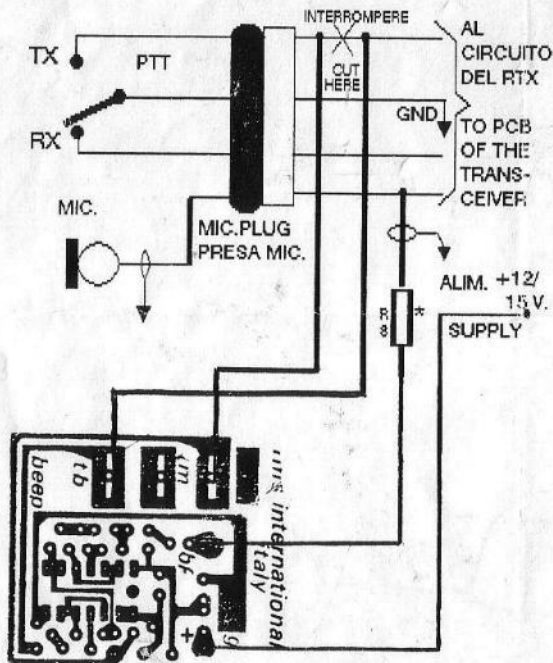 INTERROMPERE
AL
CIRCUITO
DEL RTX
TX
PTT
CUT
HERE
GND
RX
TO PCB
OF THE
TRANS-
CEIVER
MIC.
MIC.PLUG
PRESA MIC.
ALIM. +12/
15 V.
SUPPLY
R8
*
beep
tb
international
italy
bf
+